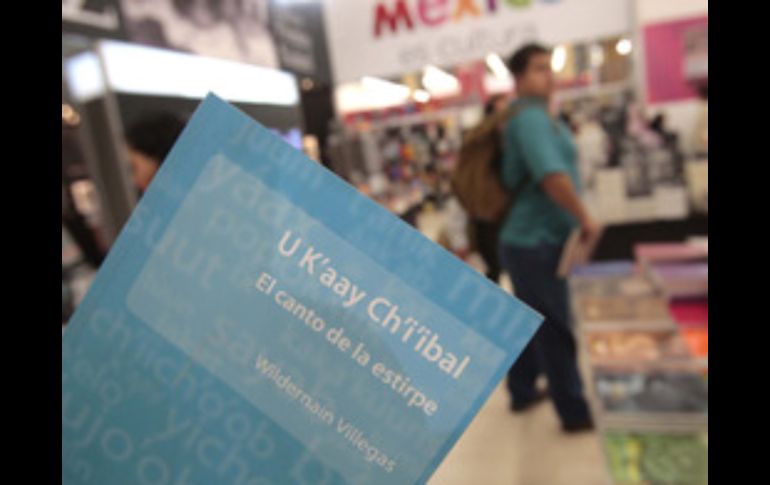 México
es cultura
U K'aay Ch'i'ibal
El canto de la estirpe
Wildernain Villegas